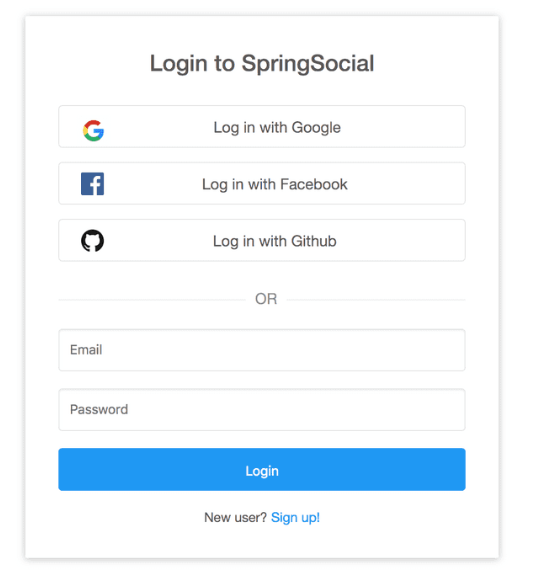 Login to SpringSocial
Log in with Google
Log in with Facebook
Log in with Github
OR
Email
Password
Login
New user? Sign up!